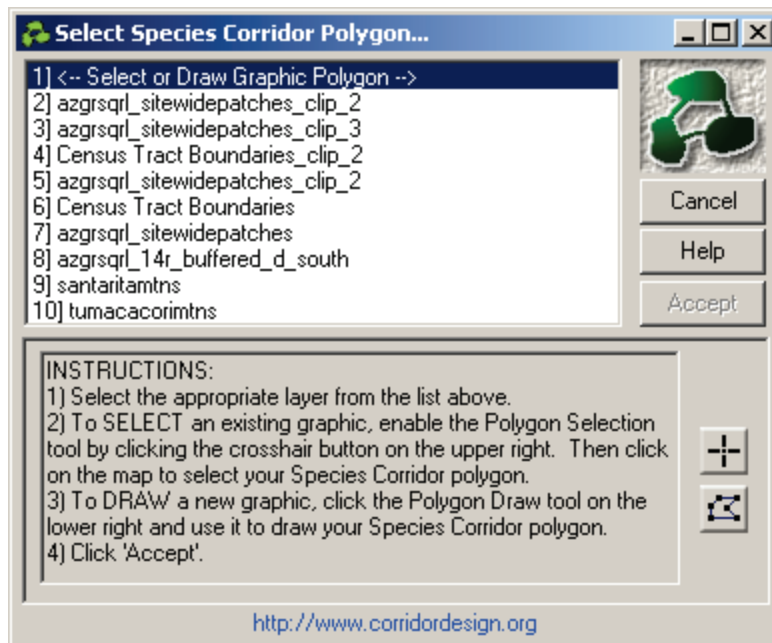 Select Species Corridor Polygon...
1] <-- Select or Draw Graphic Polygon -->
2] azgrsqrl_sitewidepatches_clip_2
3] azgrsqrl_sitewidepatches_clip_3
4] Census Tract Boundaries_clip_2
5] azgrsqrl_sitewidepatches_clip_2
6] Census Tract Boundaries
7] azgrsqrl_sitewidepatches
8] azgrsqrl_14r_buffered_d_south
9] santaritamtns
10] tumacacorimtns
Cancel
Help
Accept
INSTRUCTIONS:
1) Select the appropriate layer from the list above.
2) To SELECT an existing graphic, enable the Polygon Selection
tool by clicking the crosshair button on the upper right.  Then click
on the map to select your Species Corridor polygon.
3) To DRAW a new graphic, click the Polygon Draw tool on the
lower right and use it to draw your Species Corridor polygon.
4) Click 'Accept'.
http://www.corridordesign.org